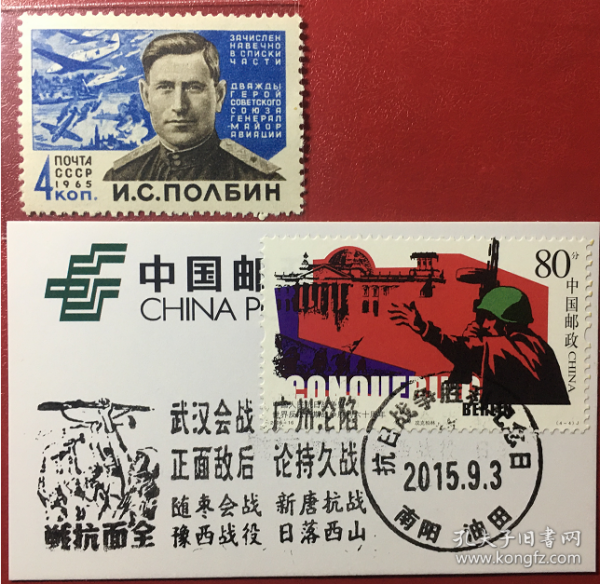 ЗАЧИСЛЕН
НАВЕЧНО
В СПИСКИ
ЧАСТИ
ДВАЖДЫ
ГЕРОЙ
СОВЕТСКОГО
СОЮЗА
ГЕНЕРАЛ-
МАЙОР
АВИАЦИИ
ПОЧТА
СССР
1965
4 КОП.
И.С.ПОЛБИН
中国邮
CHINA P
80分
中国邮政
CHINA
CONQUERING
BERLIN
武汉会战 广州沦陷
正面敌后 论持久战
随枣会战 新唐抗战
豫西战役 日落西山
戰抗面全
抗日战争胜利纪念日
2015.9.3
南阳 油田
孔夫子旧书网
www.kongfz.com